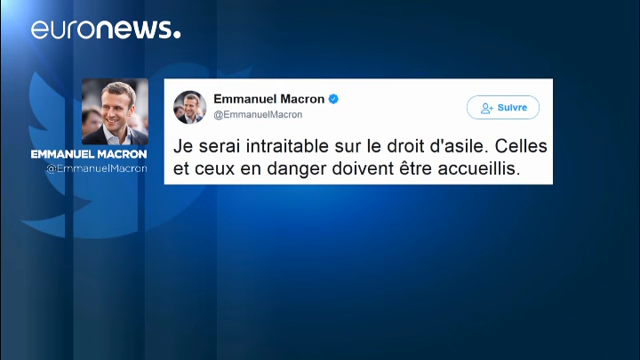 euronews.
EMMANUEL MACRON
@EmmanuelMacron
Emmanuel Macron
@EmmanuelMacron
Suivre
Je serai intraitable sur le droit d'asile. Celles
et ceux en danger doivent être accueillis.